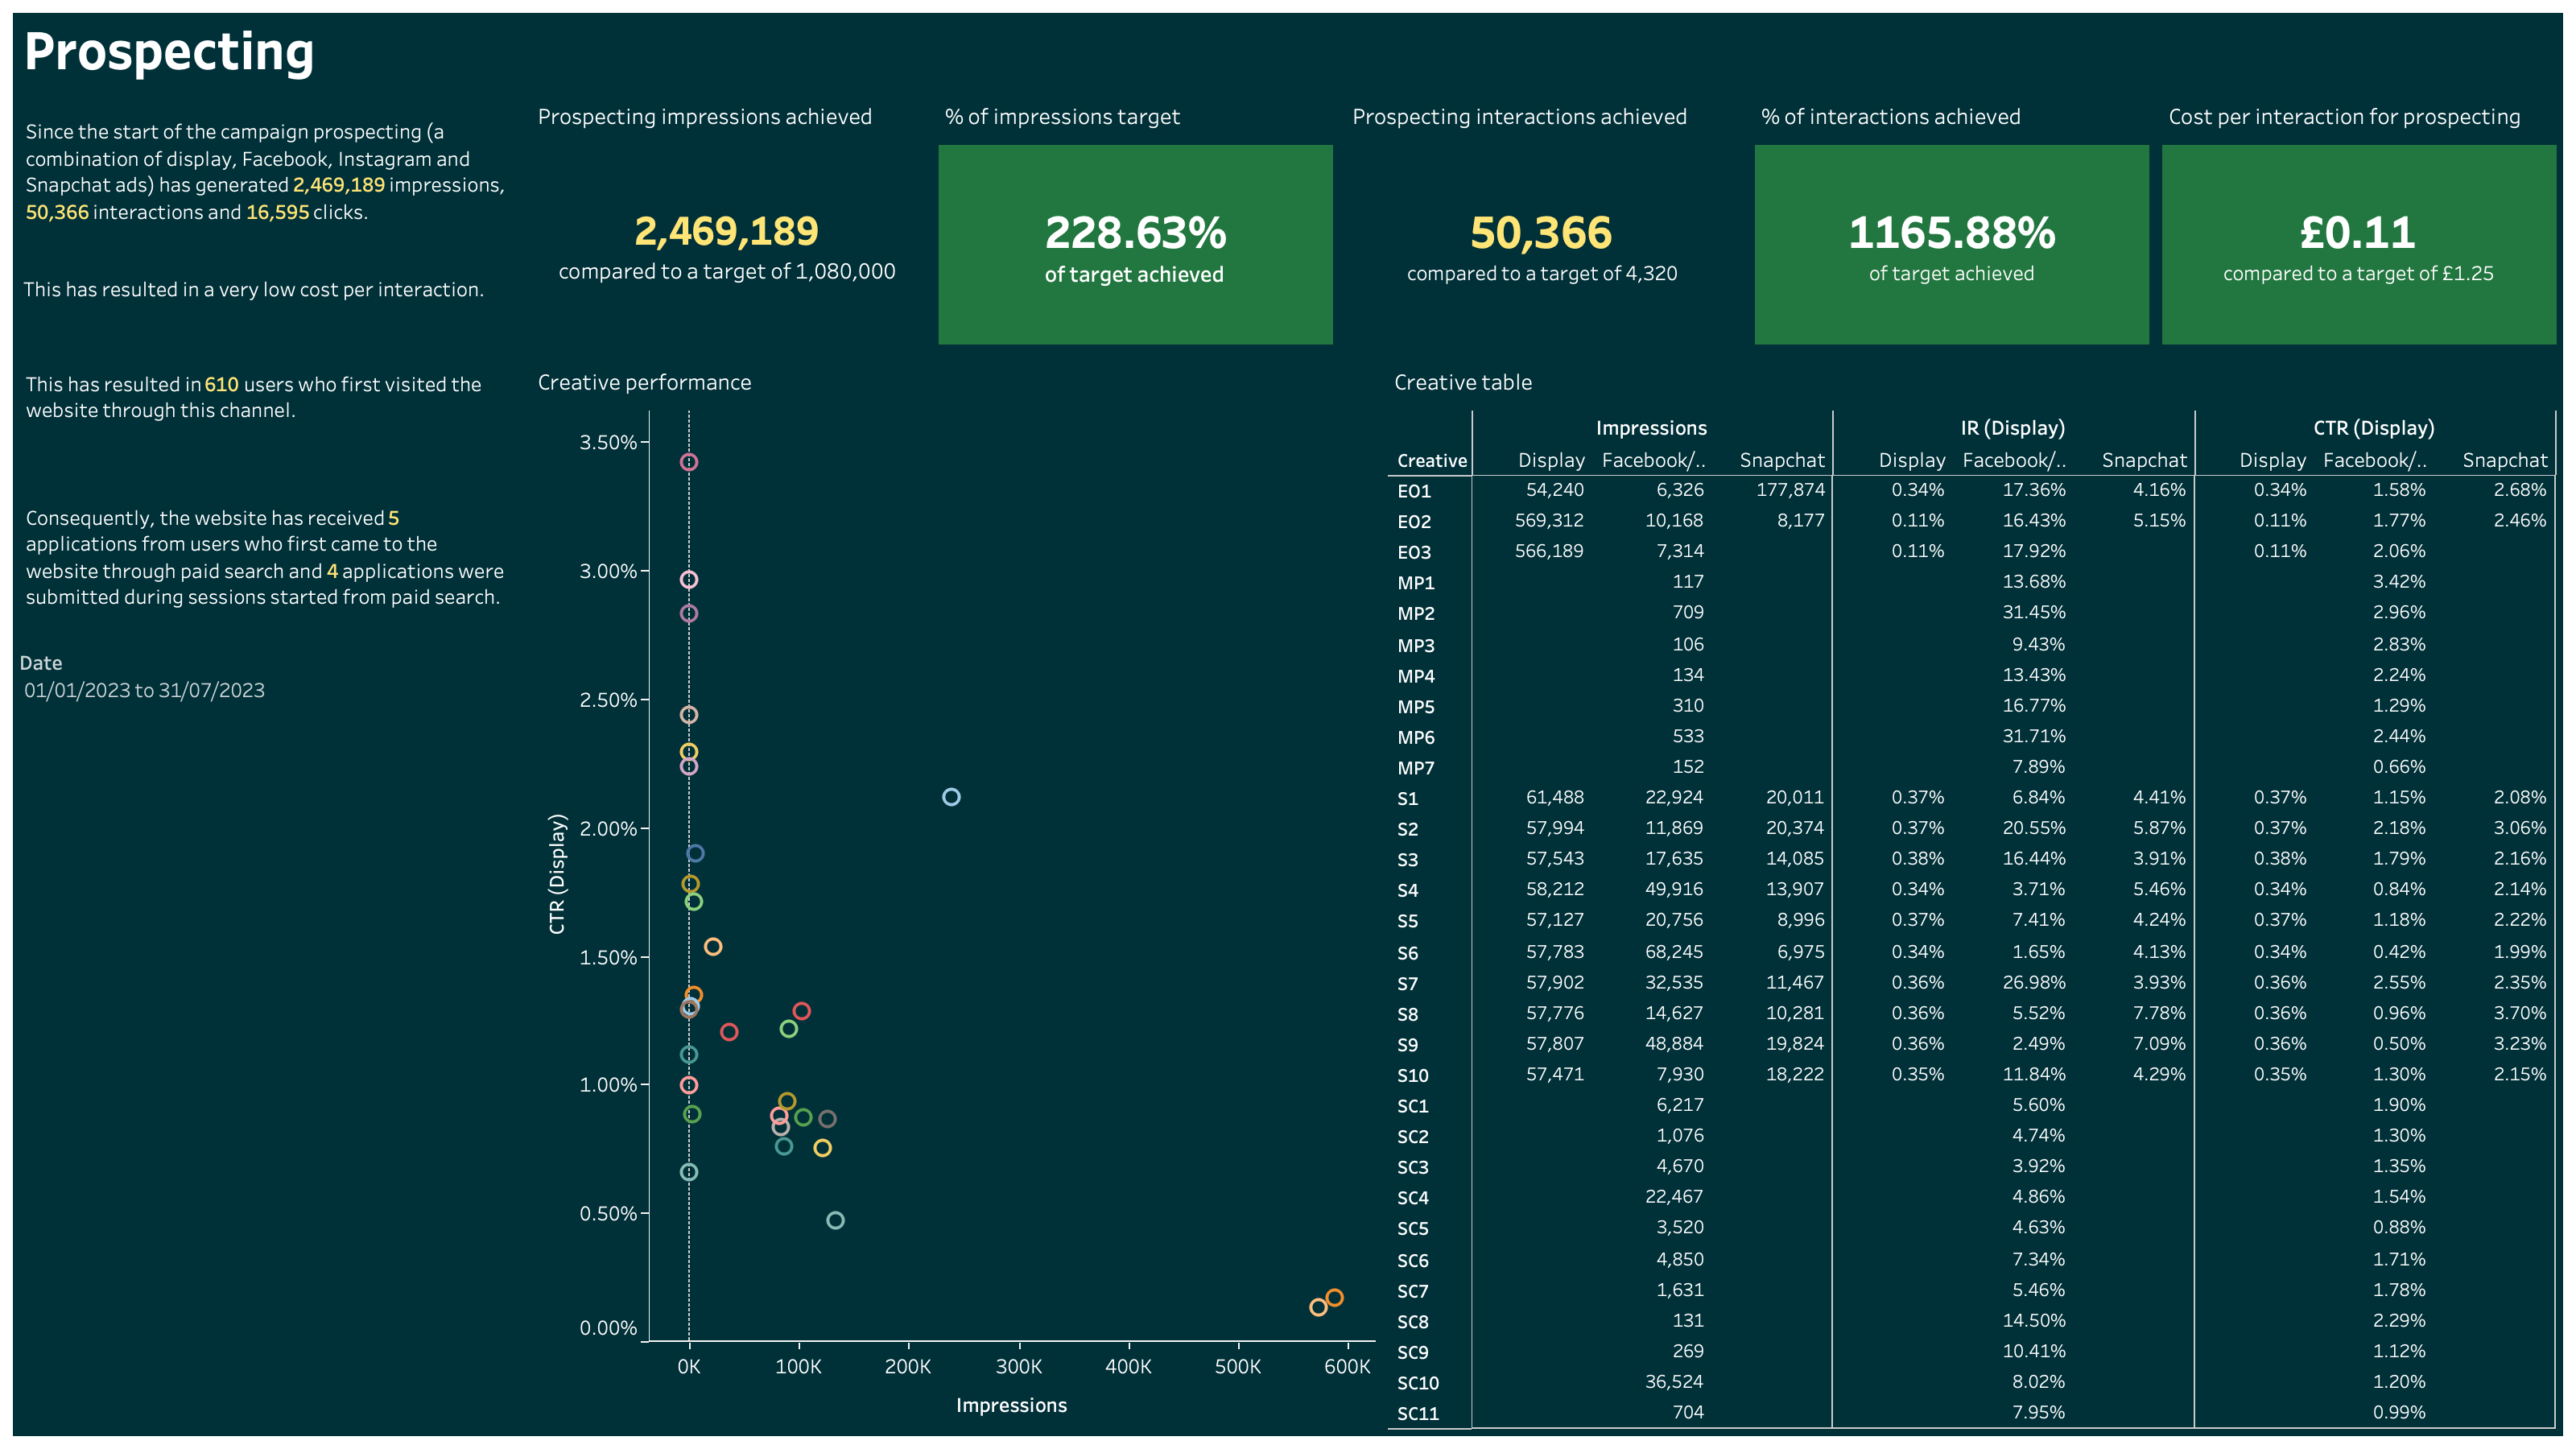 Prospecting
Since the start of the campaign prospecting (a
combination of display, Facebook, Instagram and
Snapchat ads) has generated 2,469,189 impressions,
50,366 interactions and 16,595 clicks.
This has resulted in a very low cost per interaction.
This has resulted in 610 users who first visited the
website through this channel.
Consequently, the website has received 5
applications from users who first came to the
website through paid search and 4 applications were
submitted during sessions started from paid search.
Date
01/01/2023 to 31/07/2023
Prospecting impressions achieved
2,469,189
compared to a target of 1,080,000
% of impressions target
228.63%
of target achieved
Prospecting interactions achieved
50,366
compared to a target of 4,320
% of interactions achieved
1165.88%
of target achieved
Cost per interaction for prospecting
£0.11
compared to a target of £1.25
Creative performance
CTR (Display)
3.50%
3.00%
2.50%
2.00%
1.50%
1.00%
0.50%
0.00%
0K 100K 200K 300K 400K 500K 600K
Impressions
Creative table
Impressions IR (Display) CTR (Display)
Creative Display Facebook/.. Snapchat Display Facebook/.. Snapchat Display Facebook/.. Snapchat
EO1 54,240 6,326 177,874 0.34% 17.36% 4.16% 0.34% 1.58% 2.68%
EO2 569,312 10,168 8,177 0.11% 16.43% 5.15% 0.11% 1.77% 2.46%
EO3 566,189 7,314 0.11% 17.92% 0.11% 2.06%
MP1 117 13.68% 3.42%
MP2 709 31.45% 2.96%
MP3 106 9.43% 2.83%
MP4 134 13.43% 2.24%
MP5 310 16.77% 1.29%
MP6 533 31.71% 2.44%
MP7 152 7.89% 0.66%
S1 61,488 22,924 20,011 0.37% 6.84% 4.41% 0.37% 1.15% 2.08%
S2 57,994 11,869 20,374 0.37% 20.55% 5.87% 0.37% 2.18% 3.06%
S3 57,543 17,635 14,085 0.38% 16.44% 3.91% 0.38% 1.79% 2.16%
S4 58,212 49,916 13,907 0.34% 3.71% 5.46% 0.34% 0.84% 2.14%
S5 57,127 20,756 8,996 0.37% 7.41% 4.24% 0.37% 1.18% 2.22%
S6 57,783 68,245 6,975 0.34% 1.65% 4.13% 0.34% 0.42% 1.99%
S7 57,902 32,535 11,467 0.36% 26.98% 3.93% 0.36% 2.55% 2.35%
S8 57,776 14,627 10,281 0.36% 5.52% 7.78% 0.36% 0.96% 3.70%
S9 57,807 48,884 19,824 0.36% 2.49% 7.09% 0.36% 0.50% 3.23%
S10 57,471 7,930 18,222 0.35% 11.84% 4.29% 0.35% 1.30% 2.15%
SC1 6,217 5.60% 1.90%
SC2 1,076 4.74% 1.30%
SC3 4,670 3.92% 1.35%
SC4 22,467 4.86% 1.54%
SC5 3,520 4.63% 0.88%
SC6 4,850 7.34% 1.71%
SC7 1,631 5.46% 1.78%
SC8 131 14.50% 2.29%
SC9 269 10.41% 1.12%
SC10 36,524 8.02% 1.20%
SC11 704 7.95% 0.99%